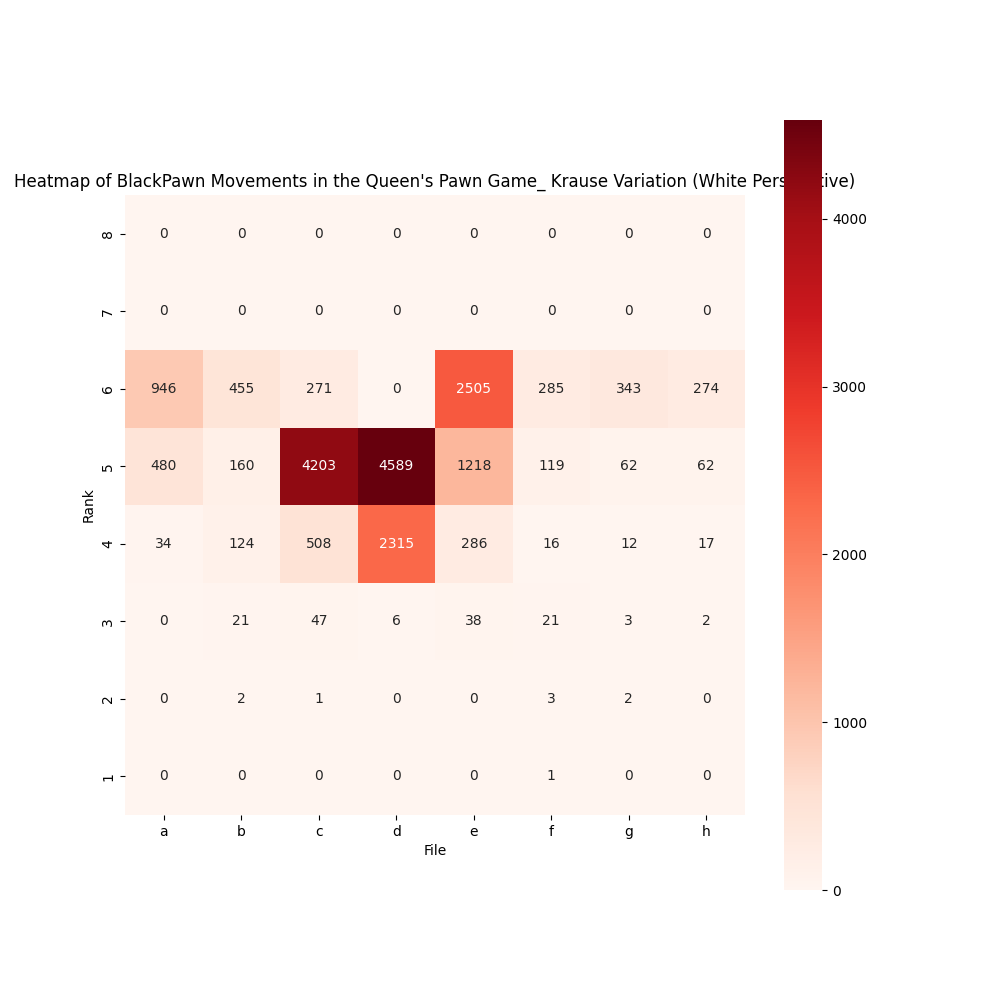 Heatmap of BlackPawn Movements in the Queen's Pawn Game_ Krause Variation (White Perspective)
8 0 0 0 0 0 0 0 0
7 0 0 0 0 0 0 0 0
6 946 455 271 0 2505 285 343 274
5 480 160 4203 4589 1218 119 62 62
4 34 124 508 2315 286 16 12 17
3 0 21 47 6 38 21 3 2
2 0 2 1 0 0 3 2 0
1 0 0 0 0 0 1 0 0
a b c d e f g h
File
Rank
4000
3000
2000
1000
0